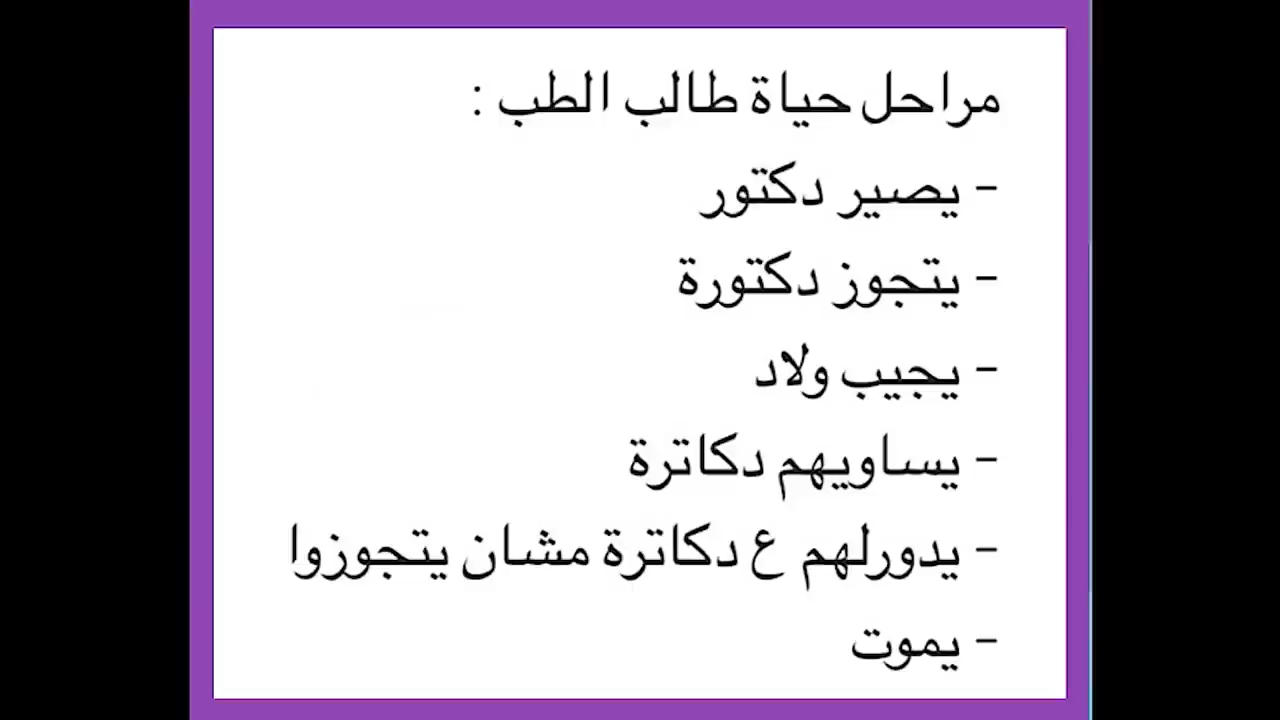 مراحل حياة طالب الطب :
- يصير دكتور
- يتجوز دكتورة
- يجيب ولاد
- يساويهم دكاترة
- يدورلهم ع دكاترة مشان يتجوزوا
- يموت